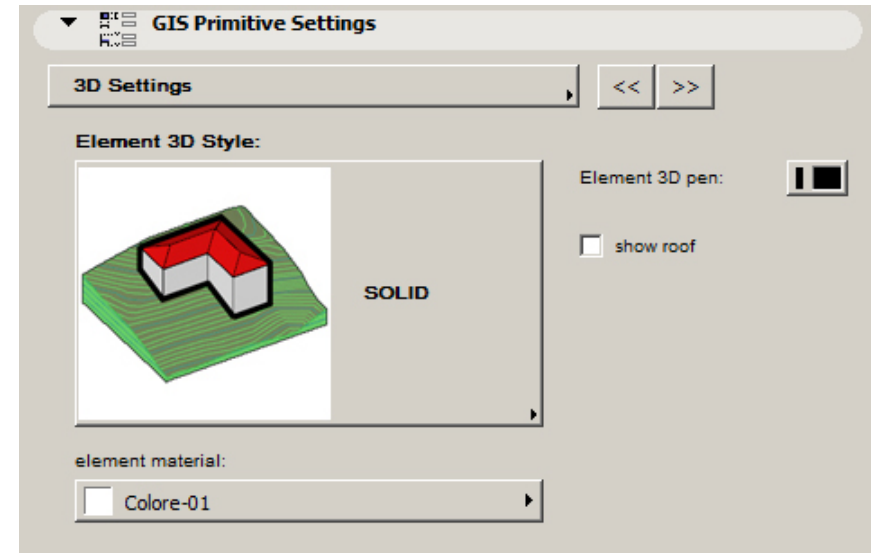 GIS Primitive Settings
3D Settings
<< >>
Element 3D Style:
Element 3D pen:
show roof
SOLID
element material:
Colore-01